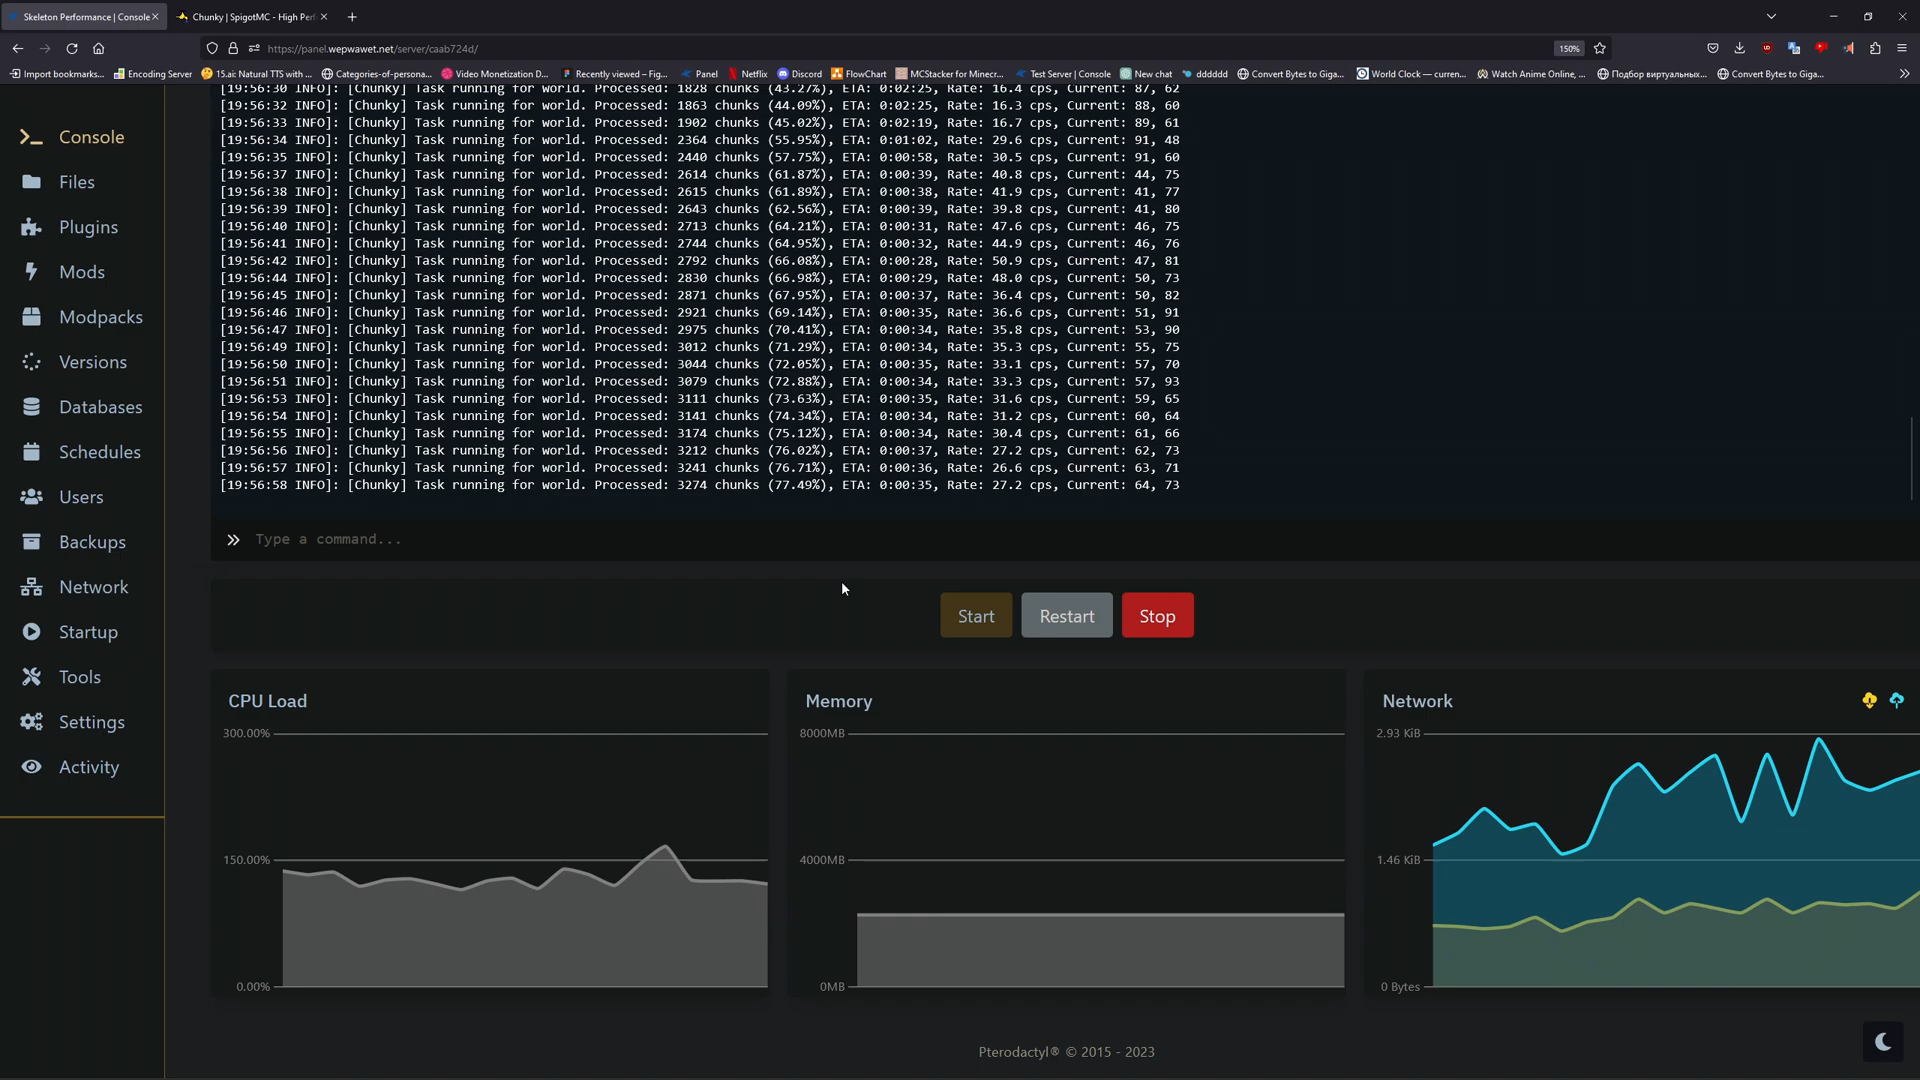 Skeleton Performance | Console
Chunky | SpigotMC - High Perf
https://panel.wepwawet.net/server/caab724d/
150%
Import bookmarks...
Encoding Server
15.ai: Natural TTS with ...
Categories-of-persona...
Video Monetization D...
Recently viewed – Fig...
Panel
Netflix
Discord
FlowChart
MCStacker for Minecr...
Test Server | Console
New chat
dddddd
Convert Bytes to Giga...
World Clock — curren...
Watch Anime Online, ...
Подбор виртуальных...
Convert Bytes to Giga...
Console
Files
Plugins
Mods
Modpacks
Versions
Databases
Schedules
Users
Backups
Network
Startup
Tools
Settings
Activity
[19:56:30 INFO]: [Chunky] Task running for world. Processed: 1828 chunks (43.27%), ETA: 0:02:25, Rate: 16.4 cps, Current: 87, 62
[19:56:32 INFO]: [Chunky] Task running for world. Processed: 1863 chunks (44.09%), ETA: 0:02:25, Rate: 16.3 cps, Current: 88, 60
[19:56:33 INFO]: [Chunky] Task running for world. Processed: 1902 chunks (45.02%), ETA: 0:02:19, Rate: 16.7 cps, Current: 89, 61
[19:56:34 INFO]: [Chunky] Task running for world. Processed: 2364 chunks (55.95%), ETA: 0:01:02, Rate: 29.6 cps, Current: 91, 48
[19:56:35 INFO]: [Chunky] Task running for world. Processed: 2440 chunks (57.75%), ETA: 0:00:58, Rate: 30.5 cps, Current: 91, 60
[19:56:37 INFO]: [Chunky] Task running for world. Processed: 2614 chunks (61.87%), ETA: 0:00:39, Rate: 40.8 cps, Current: 44, 75
[19:56:38 INFO]: [Chunky] Task running for world. Processed: 2615 chunks (61.89%), ETA: 0:00:38, Rate: 41.9 cps, Current: 41, 77
[19:56:39 INFO]: [Chunky] Task running for world. Processed: 2643 chunks (62.56%), ETA: 0:00:39, Rate: 39.8 cps, Current: 41, 80
[19:56:40 INFO]: [Chunky] Task running for world. Processed: 2713 chunks (64.21%), ETA: 0:00:31, Rate: 47.6 cps, Current: 46, 75
[19:56:41 INFO]: [Chunky] Task running for world. Processed: 2744 chunks (64.95%), ETA: 0:00:32, Rate: 44.9 cps, Current: 46, 76
[19:56:42 INFO]: [Chunky] Task running for world. Processed: 2792 chunks (66.08%), ETA: 0:00:28, Rate: 50.9 cps, Current: 47, 81
[19:56:44 INFO]: [Chunky] Task running for world. Processed: 2830 chunks (66.98%), ETA: 0:00:29, Rate: 48.0 cps, Current: 50, 73
[19:56:45 INFO]: [Chunky] Task running for world. Processed: 2871 chunks (67.95%), ETA: 0:00:37, Rate: 36.4 cps, Current: 50, 82
[19:56:46 INFO]: [Chunky] Task running for world. Processed: 2921 chunks (69.14%), ETA: 0:00:35, Rate: 36.6 cps, Current: 51, 91
[19:56:47 INFO]: [Chunky] Task running for world. Processed: 2975 chunks (70.41%), ETA: 0:00:34, Rate: 35.8 cps, Current: 53, 90
[19:56:49 INFO]: [Chunky] Task running for world. Processed: 3012 chunks (71.29%), ETA: 0:00:34, Rate: 35.3 cps, Current: 55, 75
[19:56:50 INFO]: [Chunky] Task running for world. Processed: 3044 chunks (72.05%), ETA: 0:00:35, Rate: 33.1 cps, Current: 57, 70
[19:56:51 INFO]: [Chunky] Task running for world. Processed: 3079 chunks (72.88%), ETA: 0:00:34, Rate: 33.3 cps, Current: 57, 93
[19:56:53 INFO]: [Chunky] Task running for world. Processed: 3111 chunks (73.63%), ETA: 0:00:35, Rate: 31.6 cps, Current: 59, 65
[19:56:54 INFO]: [Chunky] Task running for world. Processed: 3141 chunks (74.34%), ETA: 0:00:34, Rate: 31.2 cps, Current: 60, 64
[19:56:55 INFO]: [Chunky] Task running for world. Processed: 3174 chunks (75.12%), ETA: 0:00:34, Rate: 30.4 cps, Current: 61, 66
[19:56:56 INFO]: [Chunky] Task running for world. Processed: 3212 chunks (76.02%), ETA: 0:00:37, Rate: 27.2 cps, Current: 62, 73
[19:56:57 INFO]: [Chunky] Task running for world. Processed: 3241 chunks (76.71%), ETA: 0:00:36, Rate: 26.6 cps, Current: 63, 71
[19:56:58 INFO]: [Chunky] Task running for world. Processed: 3274 chunks (77.49%), ETA: 0:00:35, Rate: 27.2 cps, Current: 64, 73
Type a command...
Start
Restart
Stop
CPU Load
300.00%
150.00%
0.00%
Memory
8000MB
4000MB
0MB
Network
2.93 KiB
1.46 KiB
0 Bytes
Pterodactyl® © 2015 - 2023